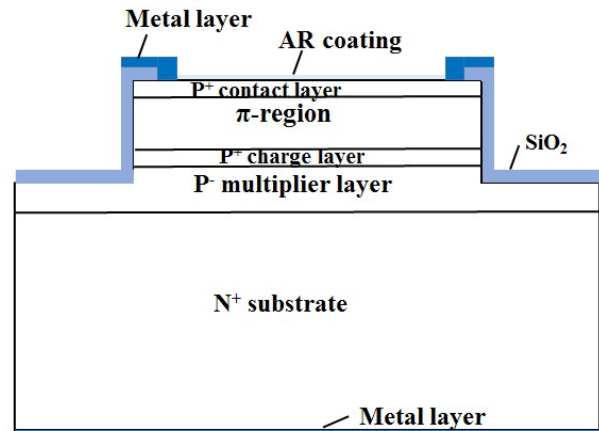 Metal layer
AR coating
P⁺ contact layer
π-region
P⁺ charge layer
SiO₂
P⁻ multiplier layer
N⁺ substrate
Metal layer